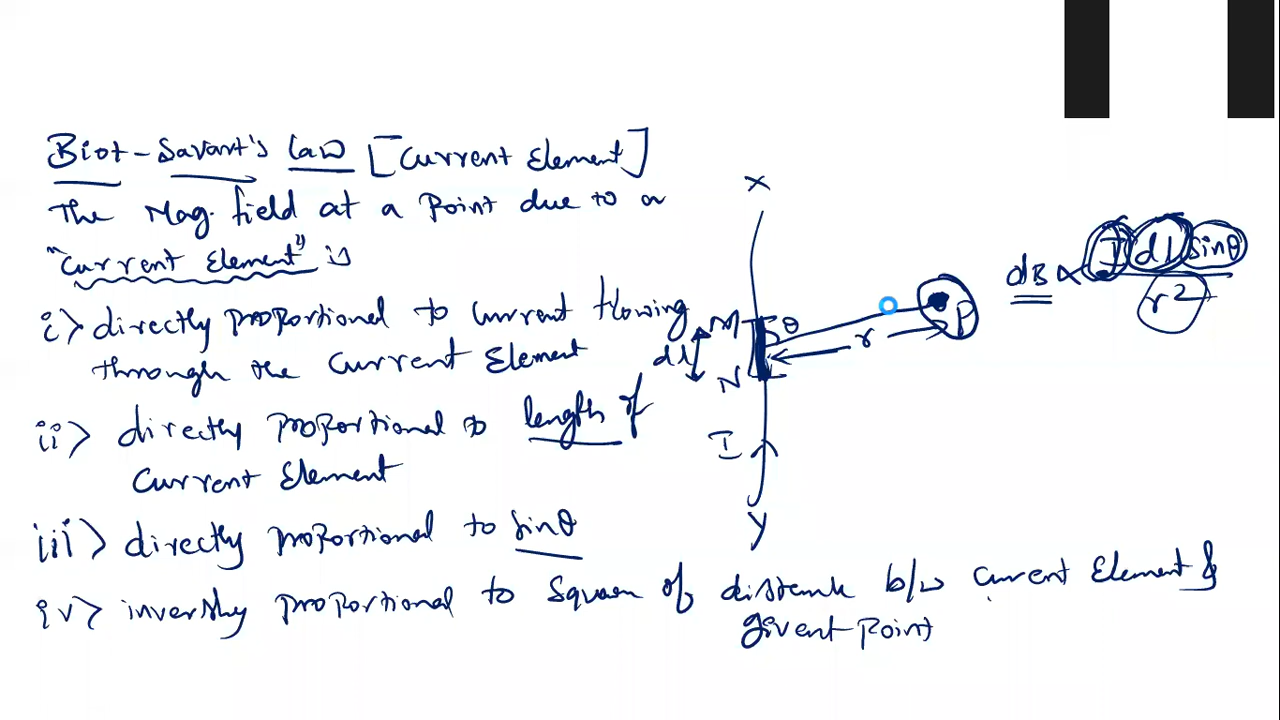 Biot-Savart's law [Current Element]
The Mag. field at a Point due to a
"Current Element" is
i> directly proportional to Current flowing
through the Current Element
ii> directly proportional to length of
Current Element
iii> directly proportional to sinθ
iv> inversly proportional to Square of distance b/w Current Element &
givent Point
X
M
θ
P
r
dl
N
I
Y
dB ∝ I dl sinθ
r²